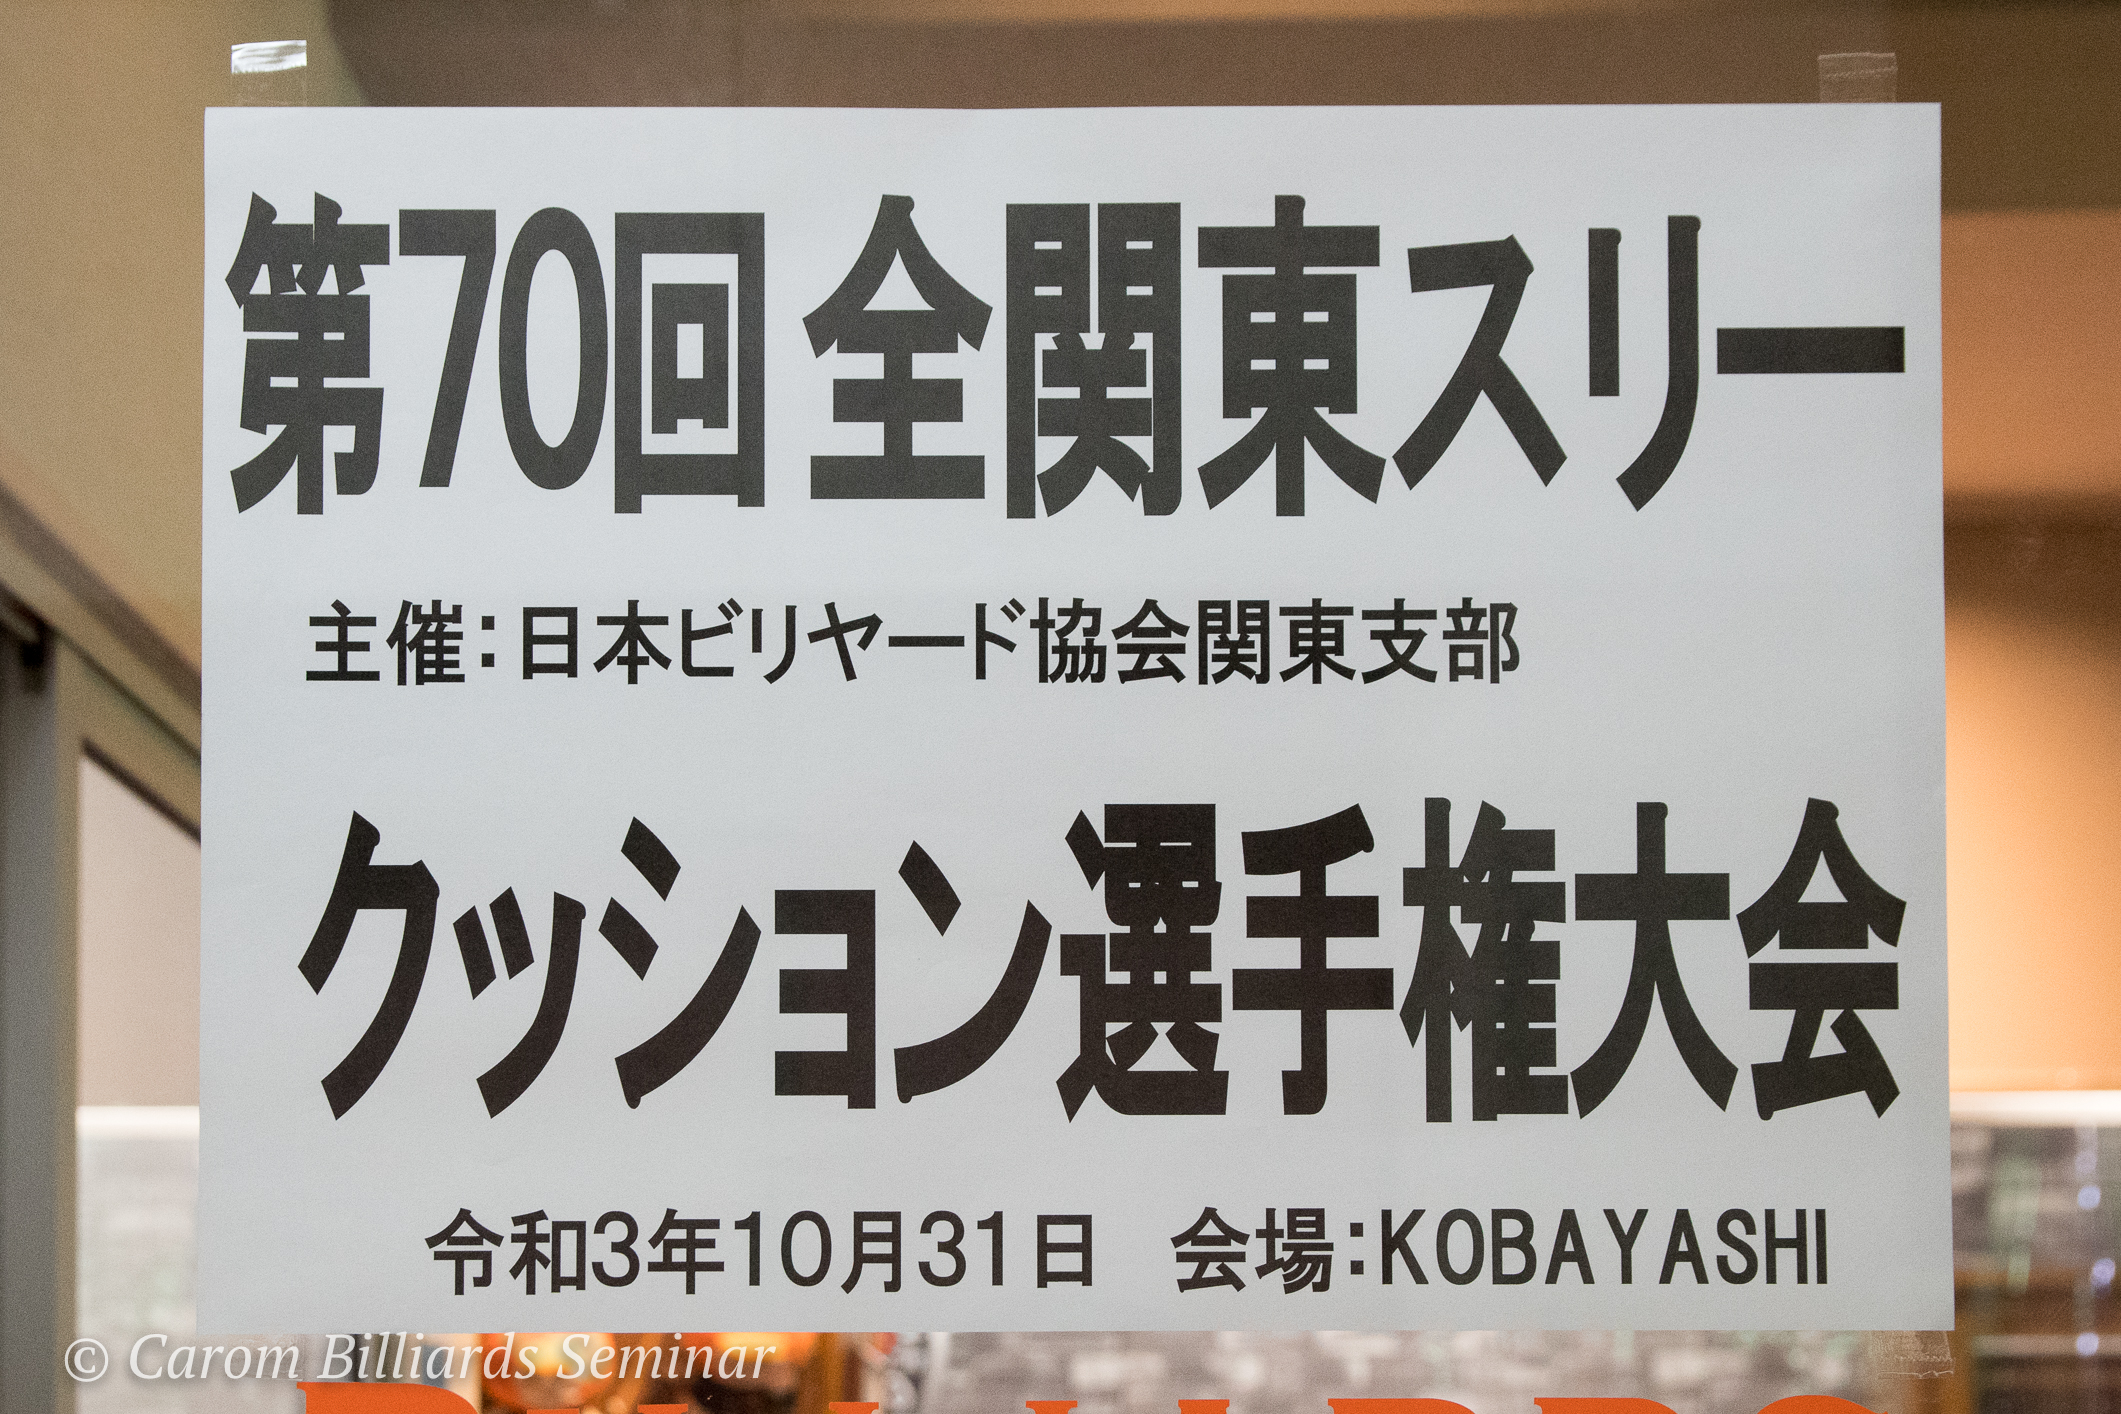 第70回 全関東スリー
主催：日本ビリヤード協会関東支部
クッション選手権大会
令和3年10月31日　会場：KOBAYASHI
© Carom Billiards Seminar